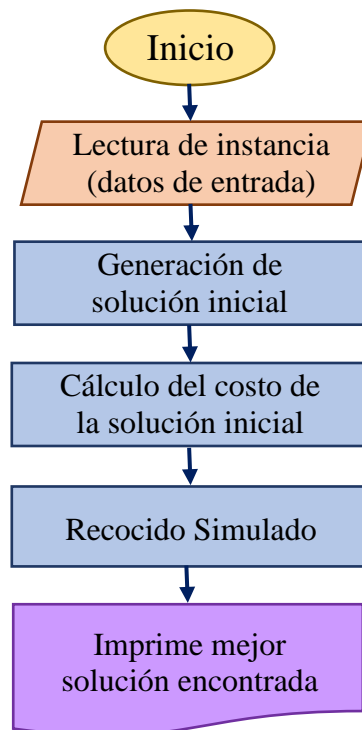 Inicio
Lectura de instancia
(datos de entrada)
Generación de
solución inicial
Cálculo del costo de
la solución inicial
Recocido Simulado
Imprime mejor
solución encontrada